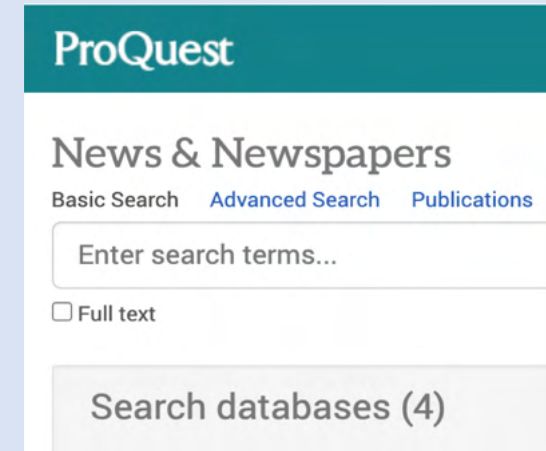 ProQuest
News & Newspapers
Basic Search Advanced Search Publications
Enter search terms...
Full text
Search databases (4)